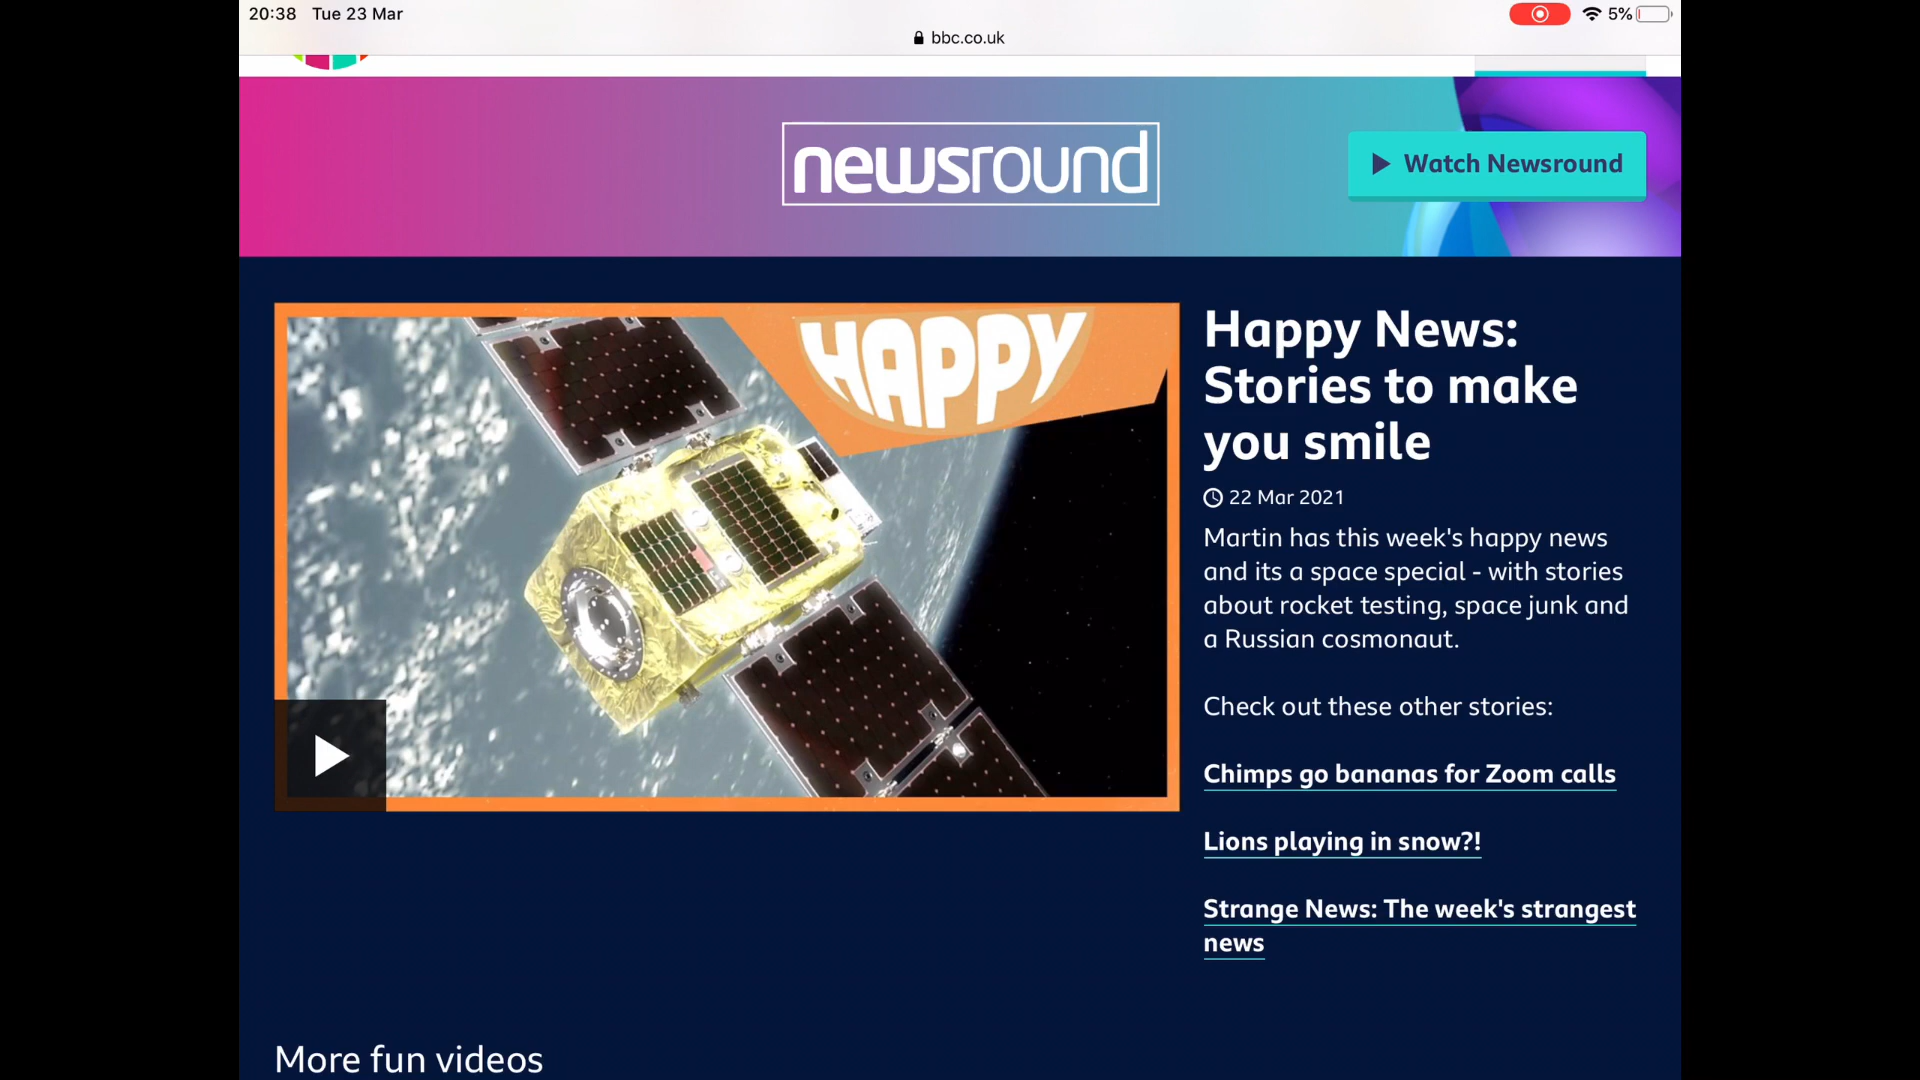 20:38 Tue 23 Mar
5%
bbc.co.uk
newsround
Watch Newsround
HAPPY
Happy News:
Stories to make
you smile
22 Mar 2021
Martin has this week's happy news
and its a space special - with stories
about rocket testing, space junk and
a Russian cosmonaut.
Check out these other stories:
Chimps go bananas for Zoom calls
Lions playing in snow?!
Strange News: The week's strangest
news
More fun videos